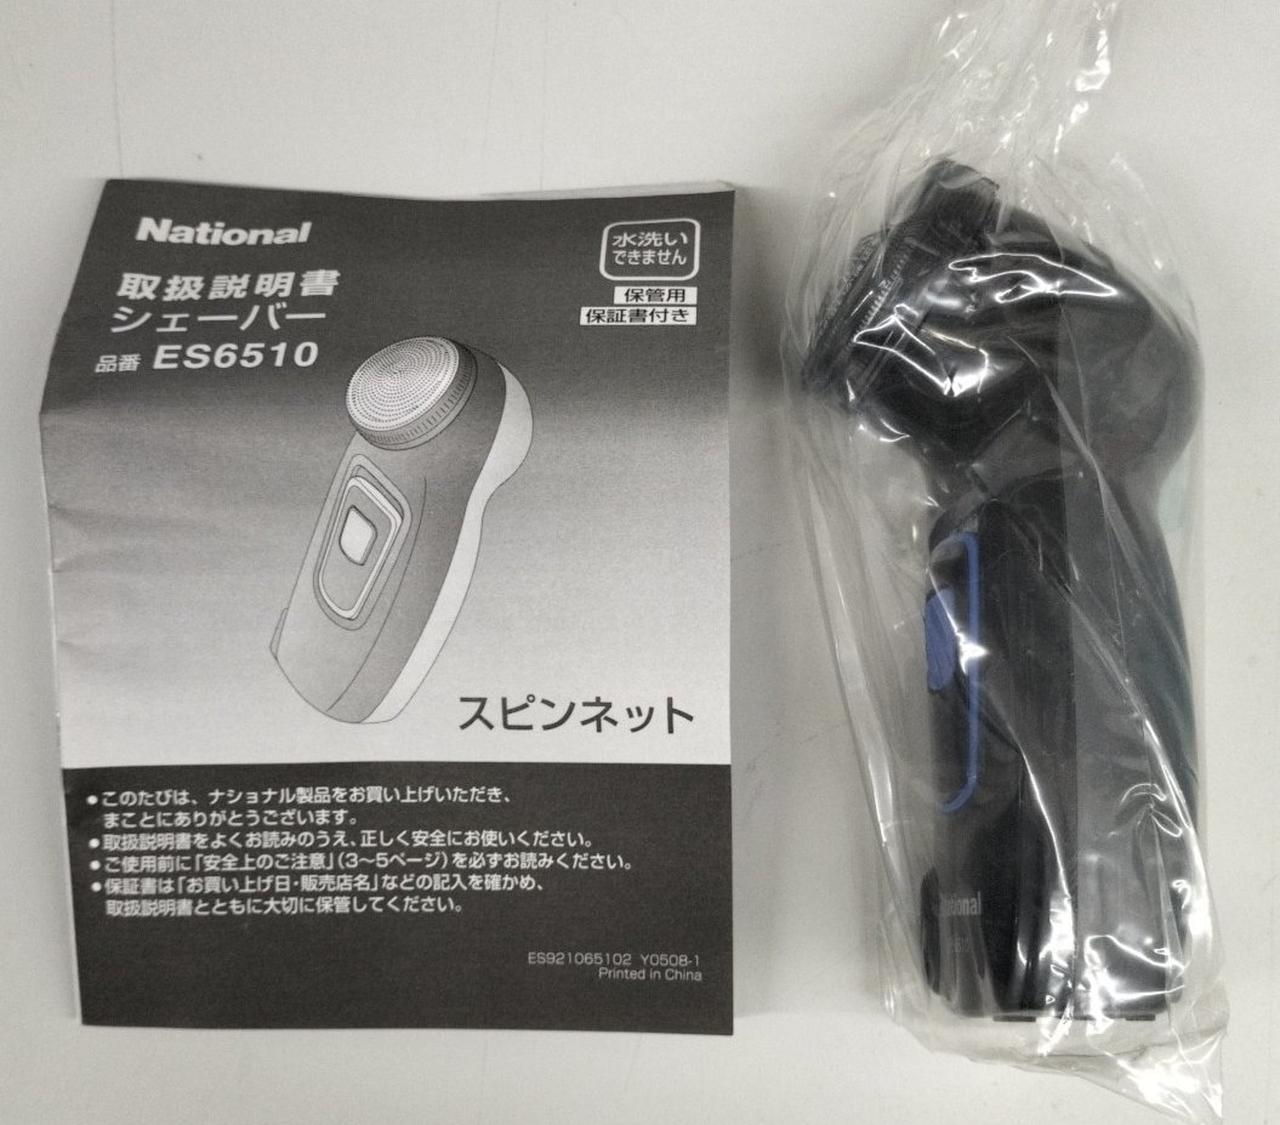 National
取扱説明書
シェーバー
品番 ES6510
水洗い
できません
保管用
保証書付き
スピンネット
●このたびは、ナショナル製品をお買い上げいただき、
まことにありがとうございます。
●取扱説明書をよくお読みのうえ、正しく安全にお使いください。
●ご使用前に「安全上のご注意」(3〜5ページ)を必ずお読みください。
●保証書は「お買い上げ日・販売店名」などの記入を確かめ、
取扱説明書とともに大切に保管してください。
ES921065102 Y0508-1
Printed in China
National